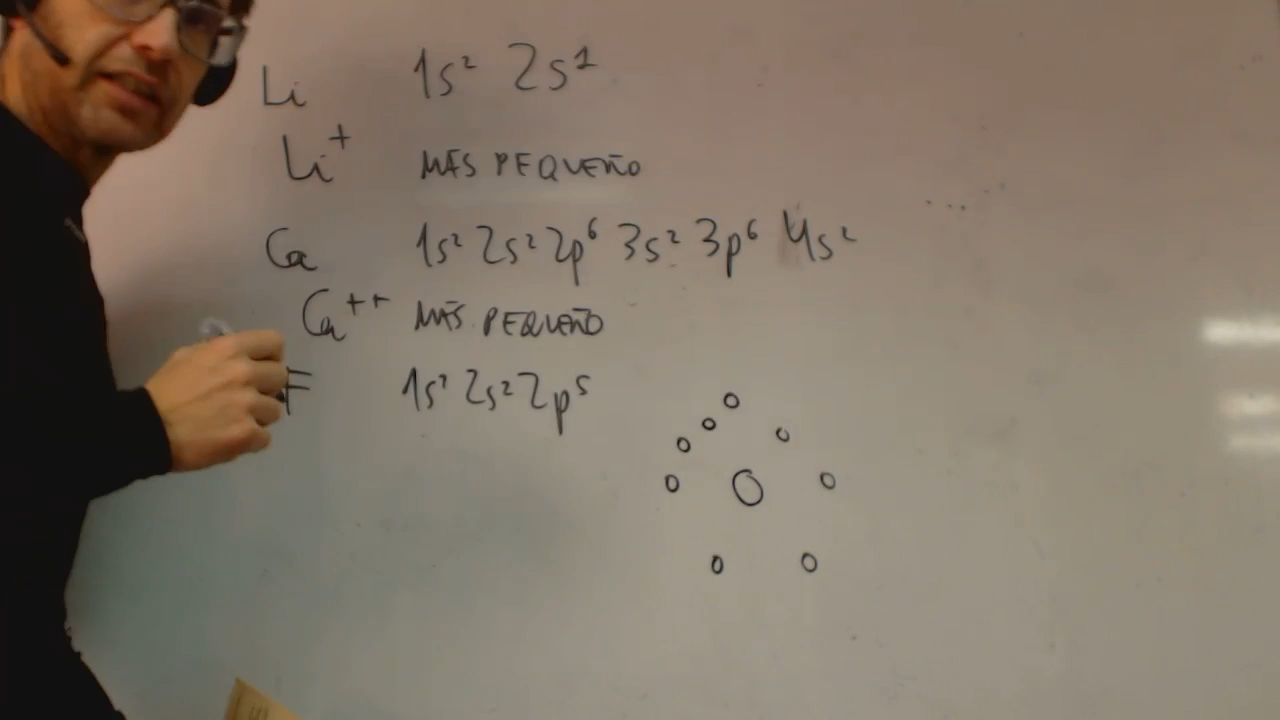 Li 1s² 2s¹
Li⁺ MÁS PEQUEÑO
Ca 1s² 2s² 2p⁶ 3s² 3p⁶ 4s²
Ca⁺⁺ MÁS PEQUEÑO
F 1s² 2s² 2p⁵